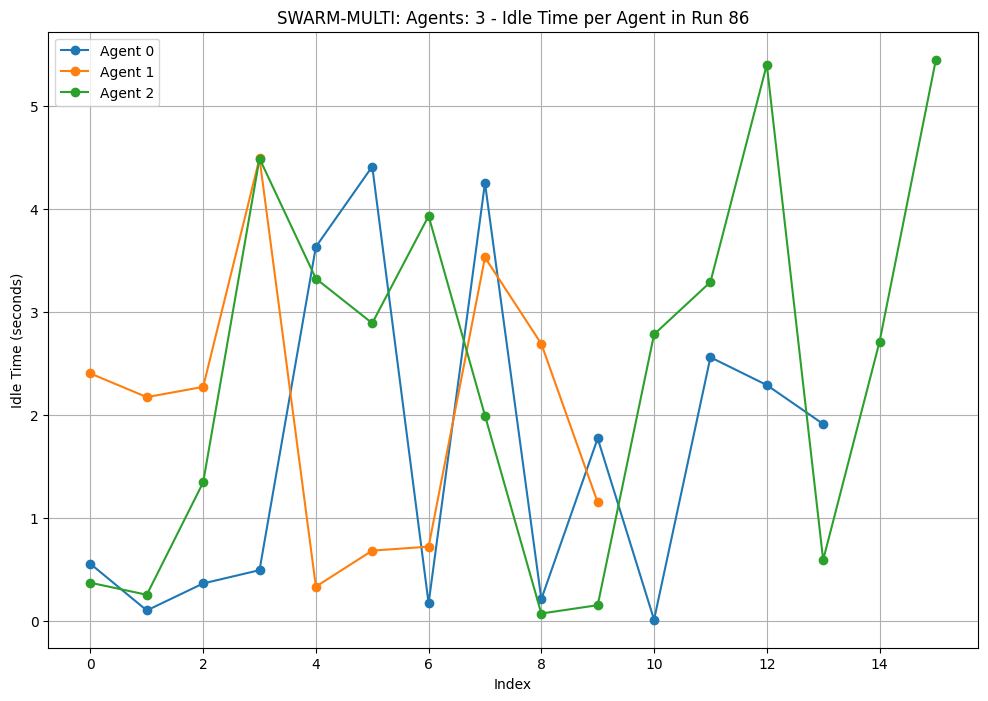 SWARM-MULTI: Agents: 3 - Idle Time per Agent in Run 86
Agent 0
Agent 1
Agent 2
Idle Time (seconds)
5
4
3
2
1
0
0 2 4 6 8 10 12 14
Index